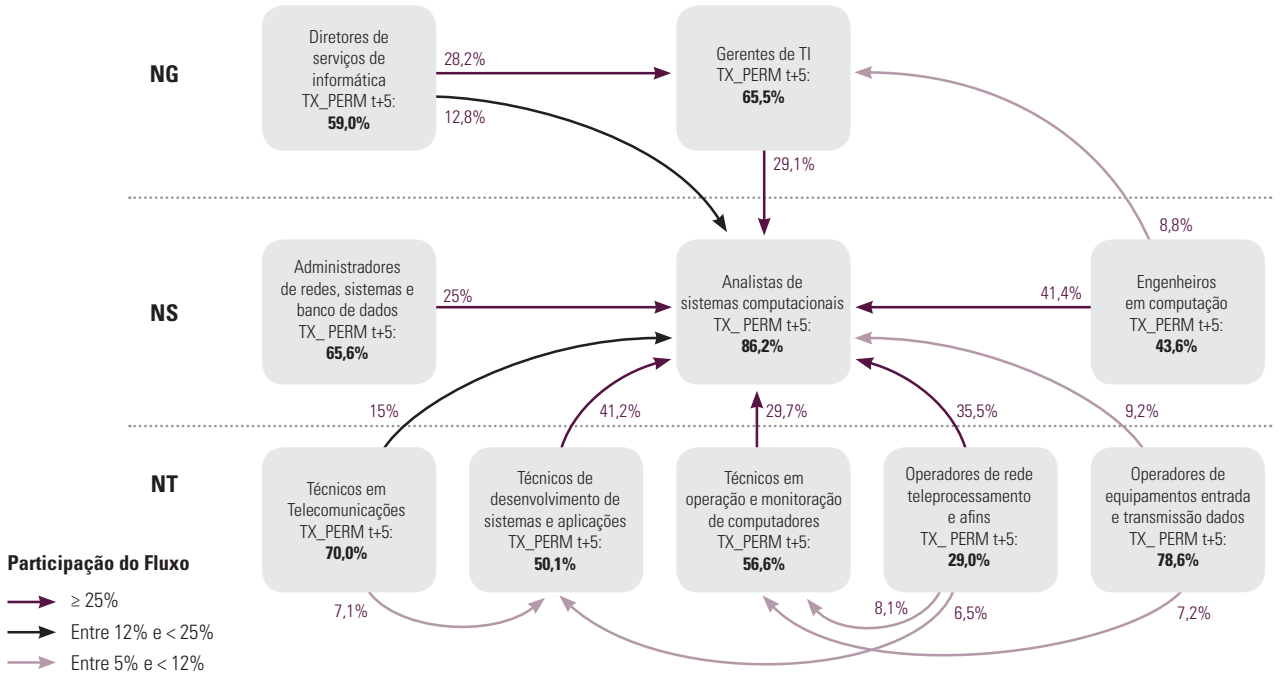 NG
Diretores de
serviços de
informática
TX_PERM t+5:
59,0%
28,2%
12,8%
Gerentes de TI
TX_PERM t+5:
65,5%
29,1%
8,8%
NS
Administradores
de redes, sistemas e
banco de dados
TX_ PERM t+5:
65,6%
25%
Analistas de
sistemas computacionais
TX_ PERM t+5:
86,2%
41,4%
Engenheiros
em computação
TX_PERM t+5:
43,6%
15%
41,2%
29,7%
35,5%
9,2%
NT
Técnicos em
Telecomunicações
TX_PERM t+5:
70,0%
Técnicos de
desenvolvimento de
sistemas e aplicações
TX_PERM t+5:
50,1%
Técnicos em
operação e monitoração
de computadores
TX_PERM t+5:
56,6%
Operadores de rede
teleprocessamento
e afins
TX_ PERM t+5:
29,0%
Operadores de
equipamentos entrada
e transmissão dados
TX_ PERM t+5:
78,6%
7,1%
8,1%
6,5%
7,2%
Participação do Fluxo
≥ 25%
Entre 12% e < 25%
Entre 5% e < 12%